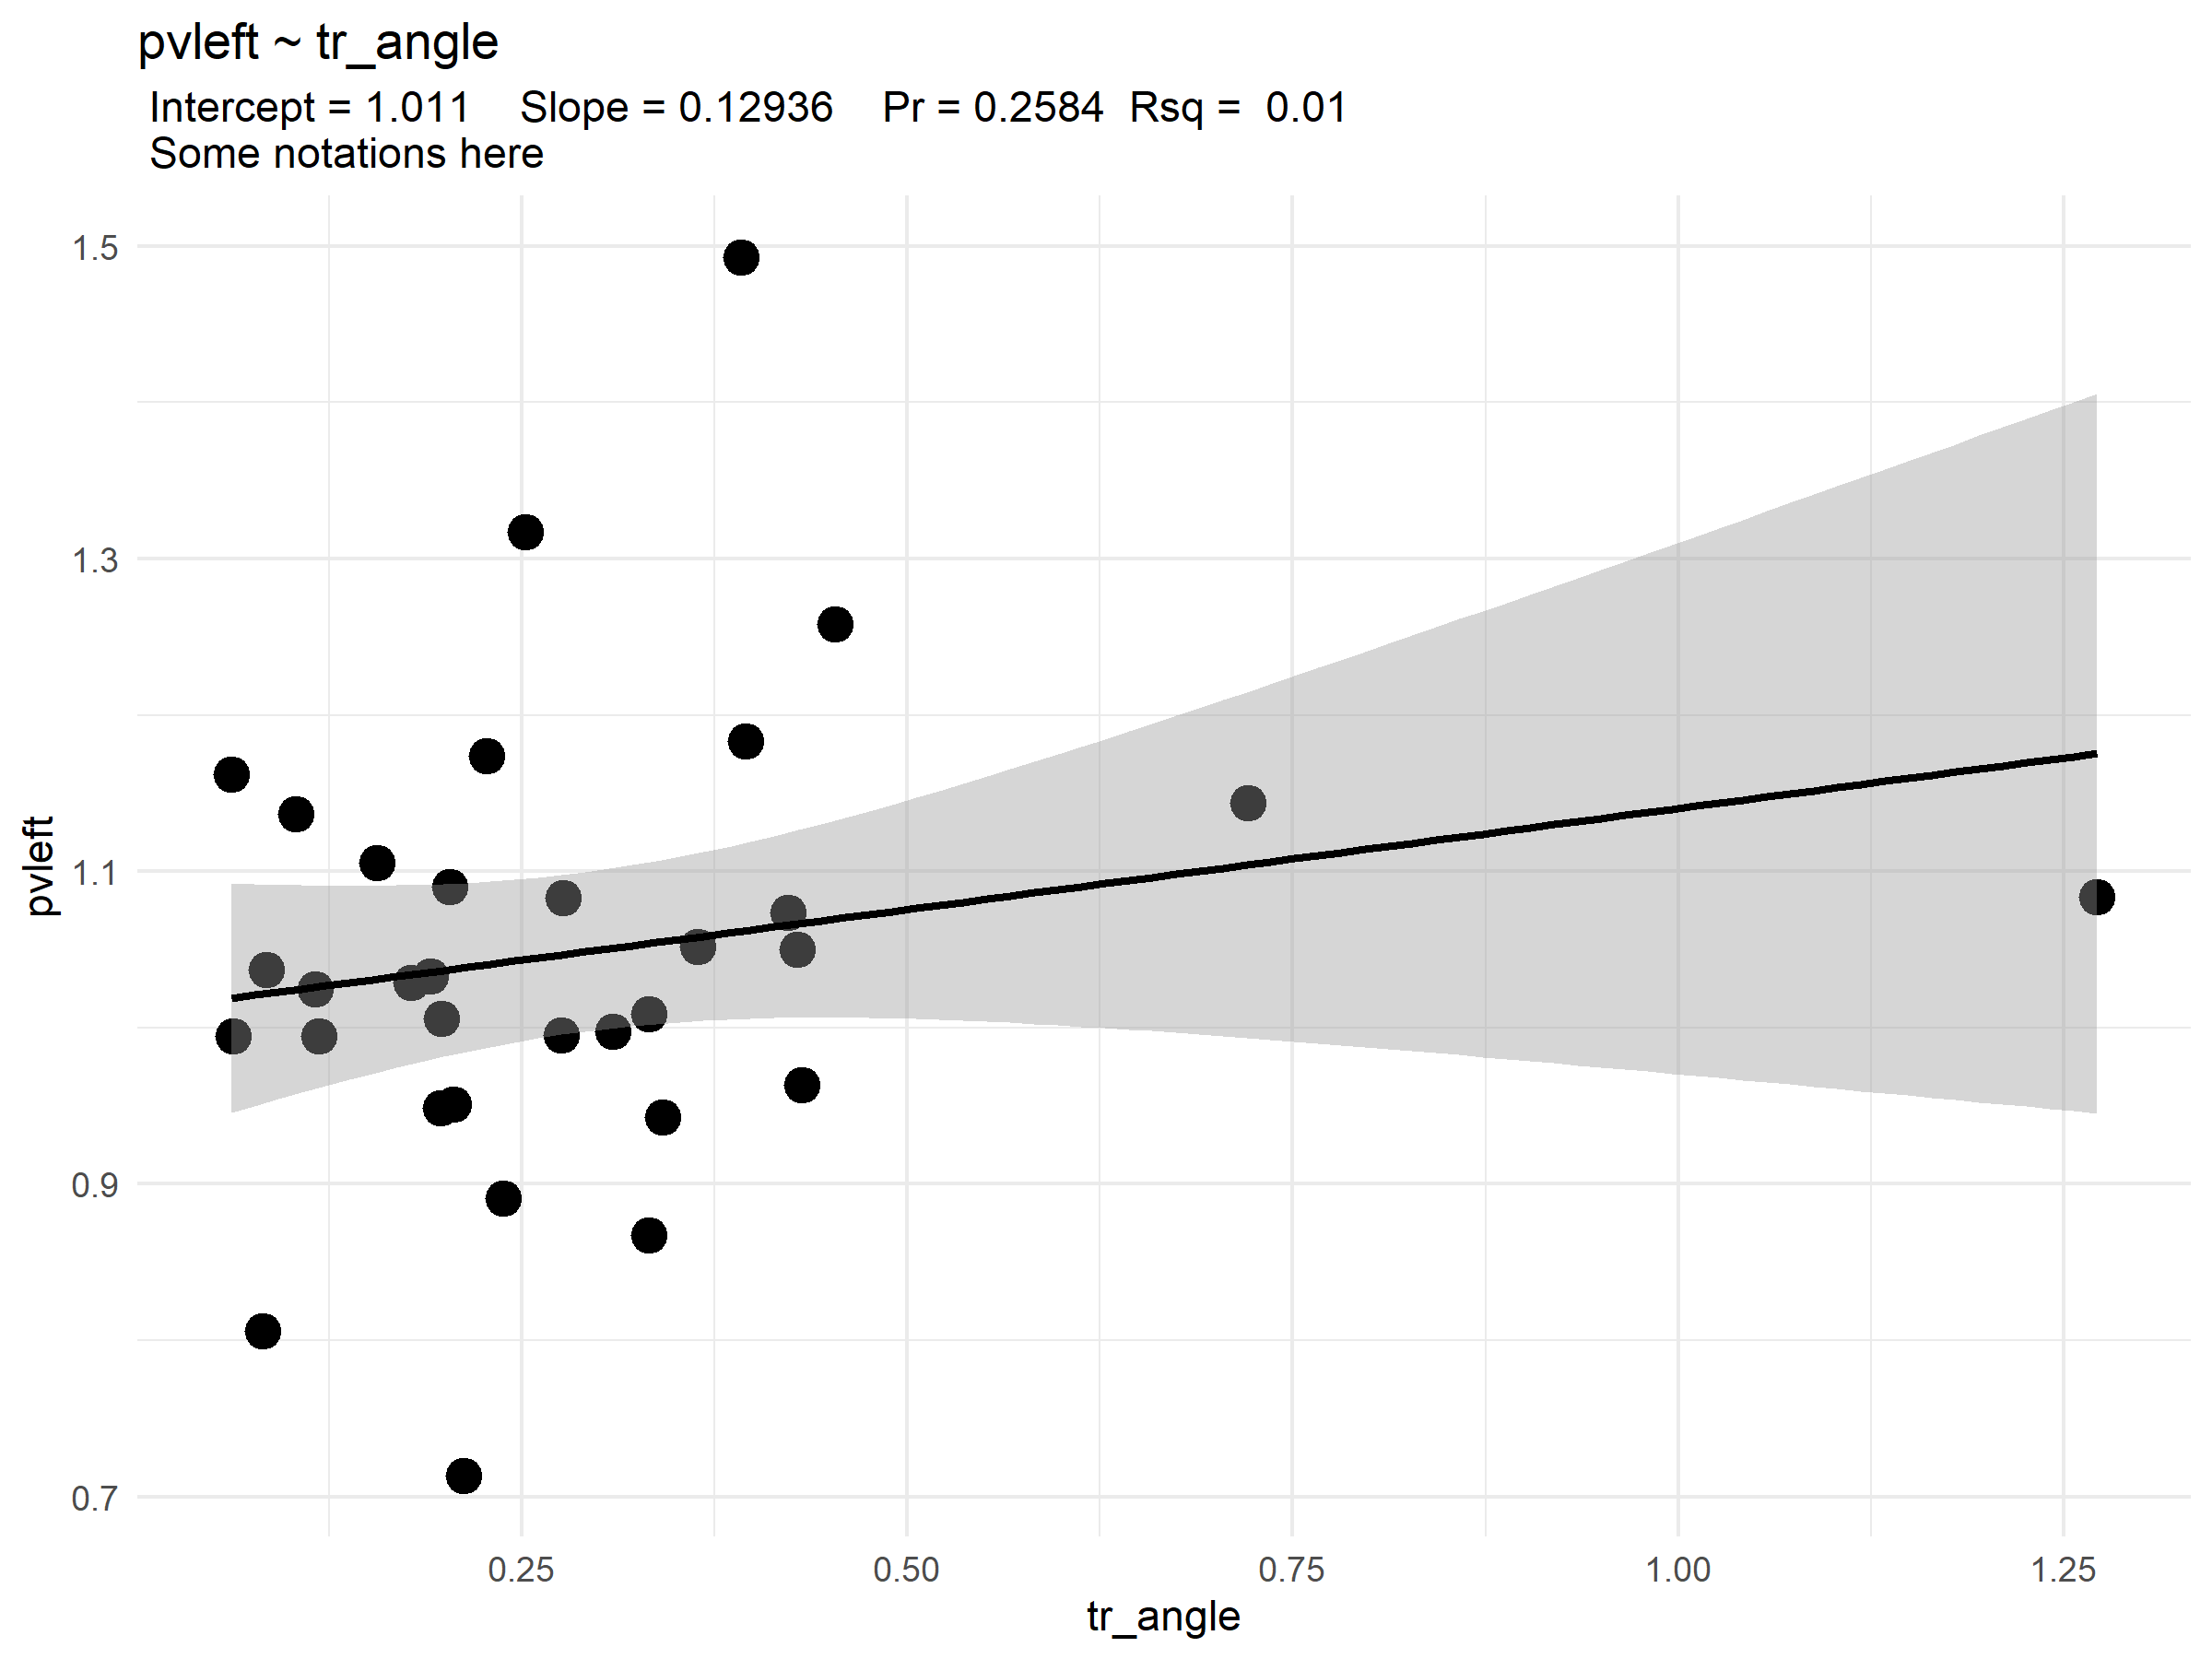 pvleft ~ tr_angle
Intercept = 1.011 Slope = 0.12936 Pr = 0.2584 Rsq = 0.01
Some notations here
1.5
1.3
1.1
0.9
0.7
pvleft
0.25 0.50 0.75 1.00 1.25
tr_angle